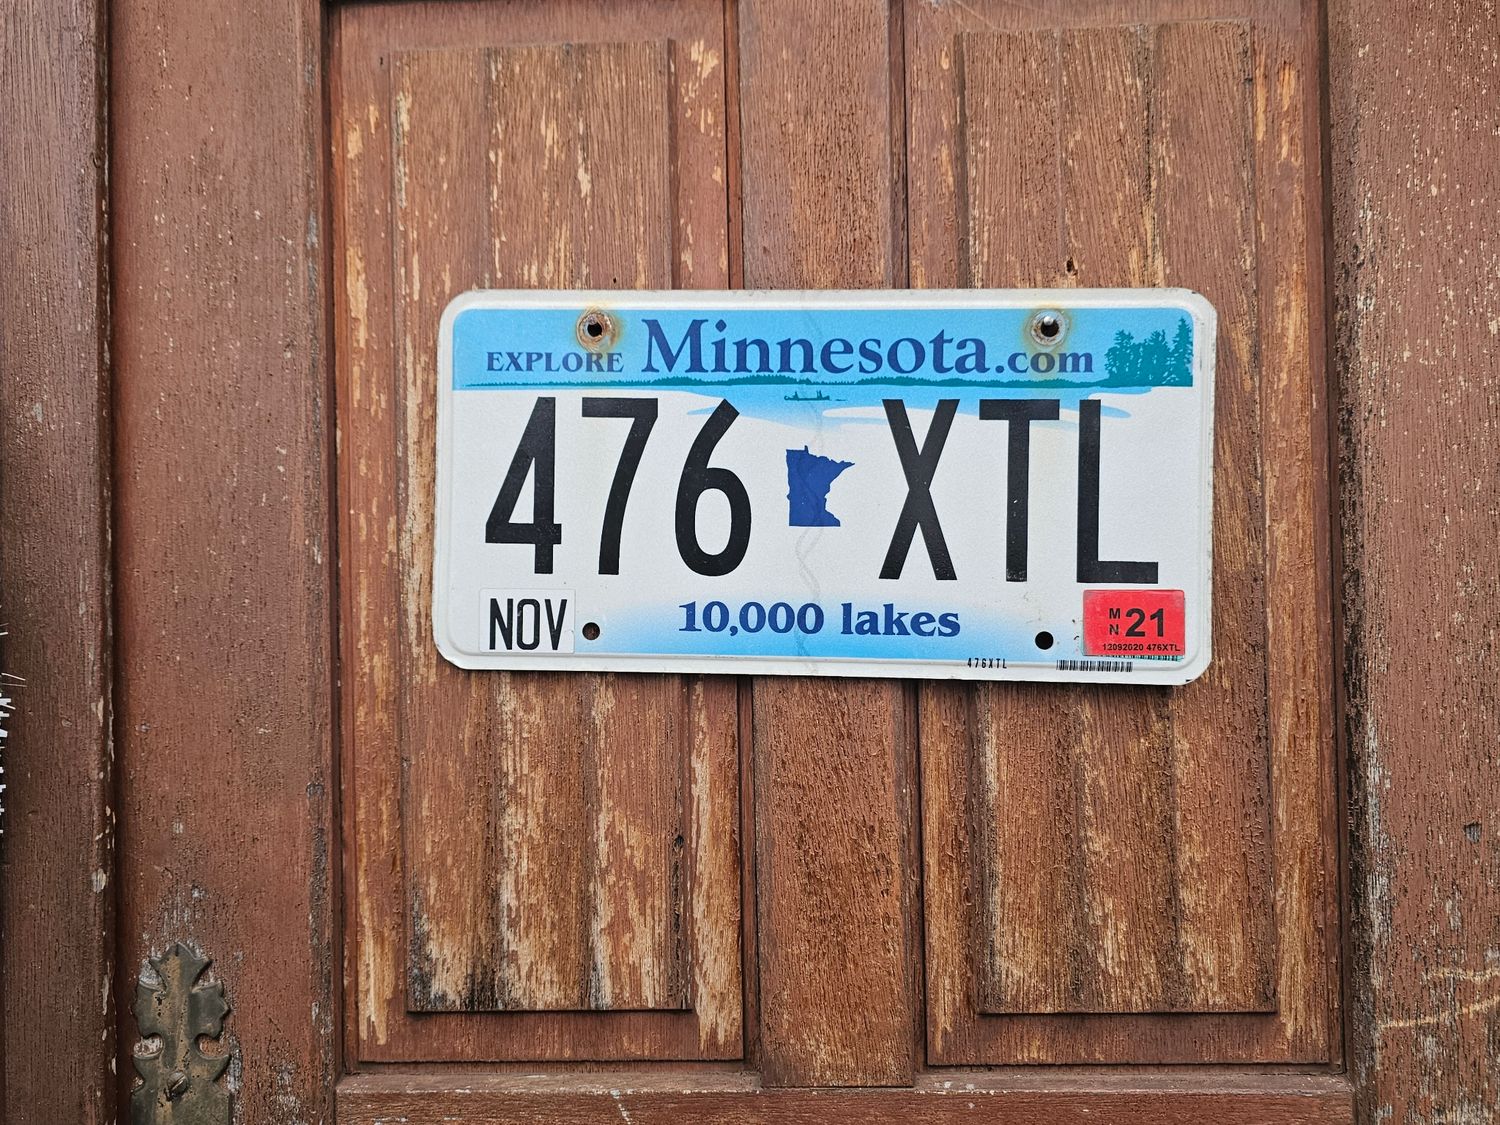 EXPLORE Minnesota.com
476 XTL
NOV
10,000 lakes
MN 21
12092020 476XTL
476XTL